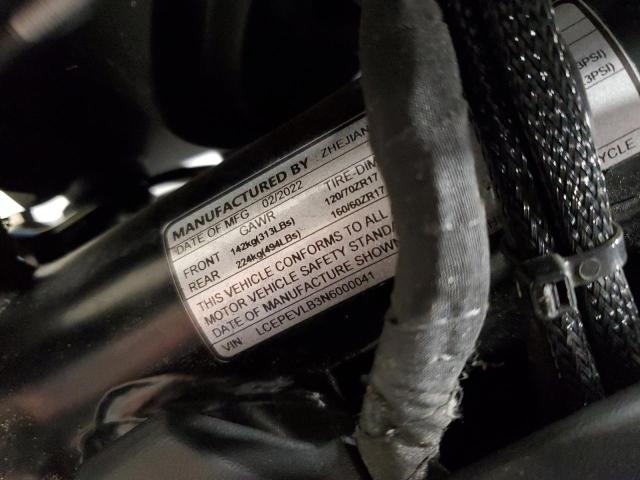 MANUFACTURED BY : ZHEJIAN
DATE OF MFG 02/2022
GAWR TIRE-DIM
FRONT 142kg(313LBs) 120/70ZR17
REAR 224kg(494LBs) 160/60ZR17
THIS VEHICLE CONFORMS TO ALL
MOTOR VEHICLE SAFETY STANDA
DATE OF MANUFACTURE SHOWN
VIN LCEPEVLB3N6000041
3PSI)
3PSI)
YCLE